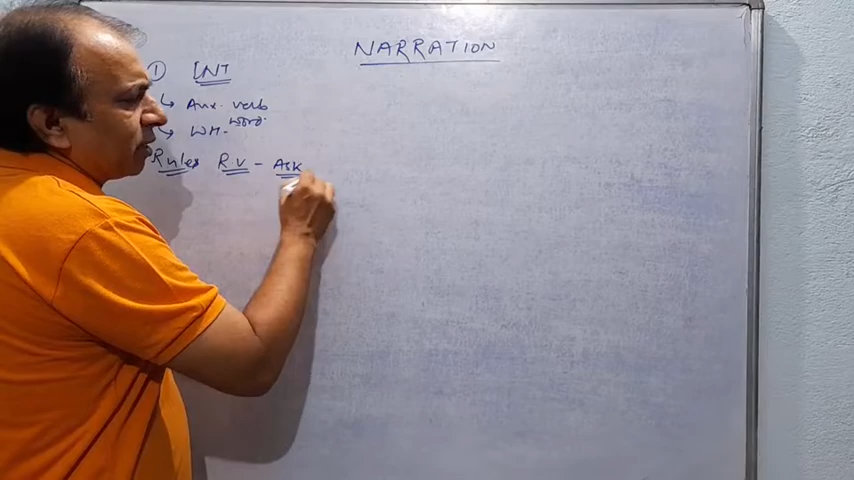 NARRATION
① INT
↳ Aux. verb
↳ WH- word.
Rules RV - Ask